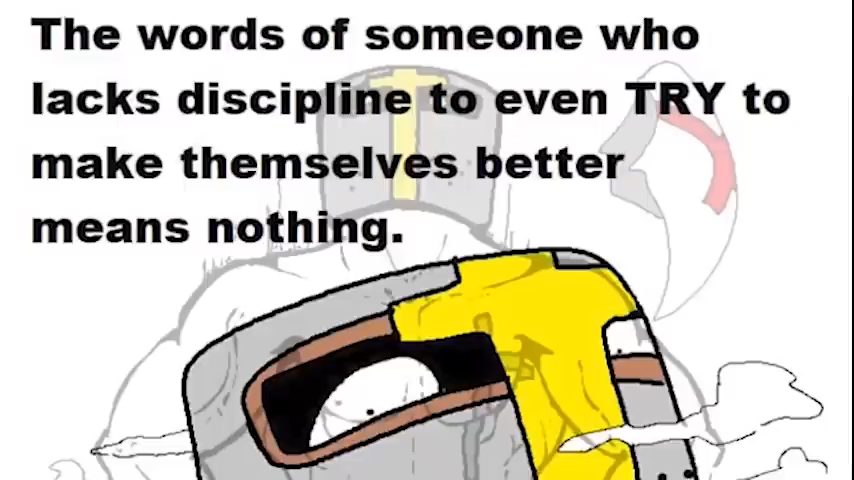 The words of someone who
lacks discipline to even TRY to
make themselves better
means nothing.